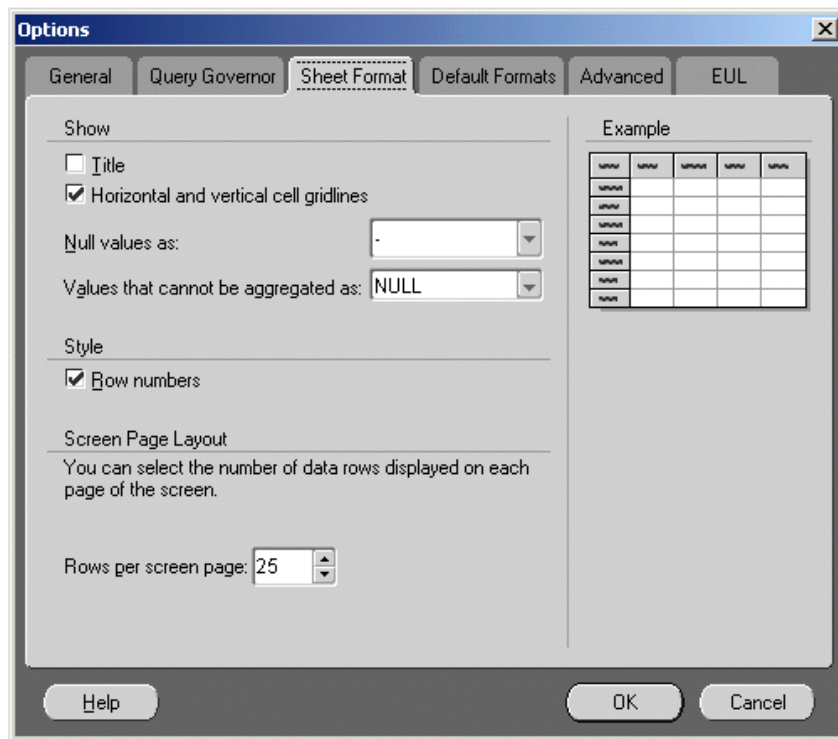 Options
General Query Governor Sheet Format Default Formats Advanced EUL
Show
Title
Horizontal and vertical cell gridlines
Null values as: -
Values that cannot be aggregated as: NULL
Style
Row numbers
Screen Page Layout
You can select the number of data rows displayed on each
page of the screen.
Rows per screen page: 25
Example
Help OK Cancel